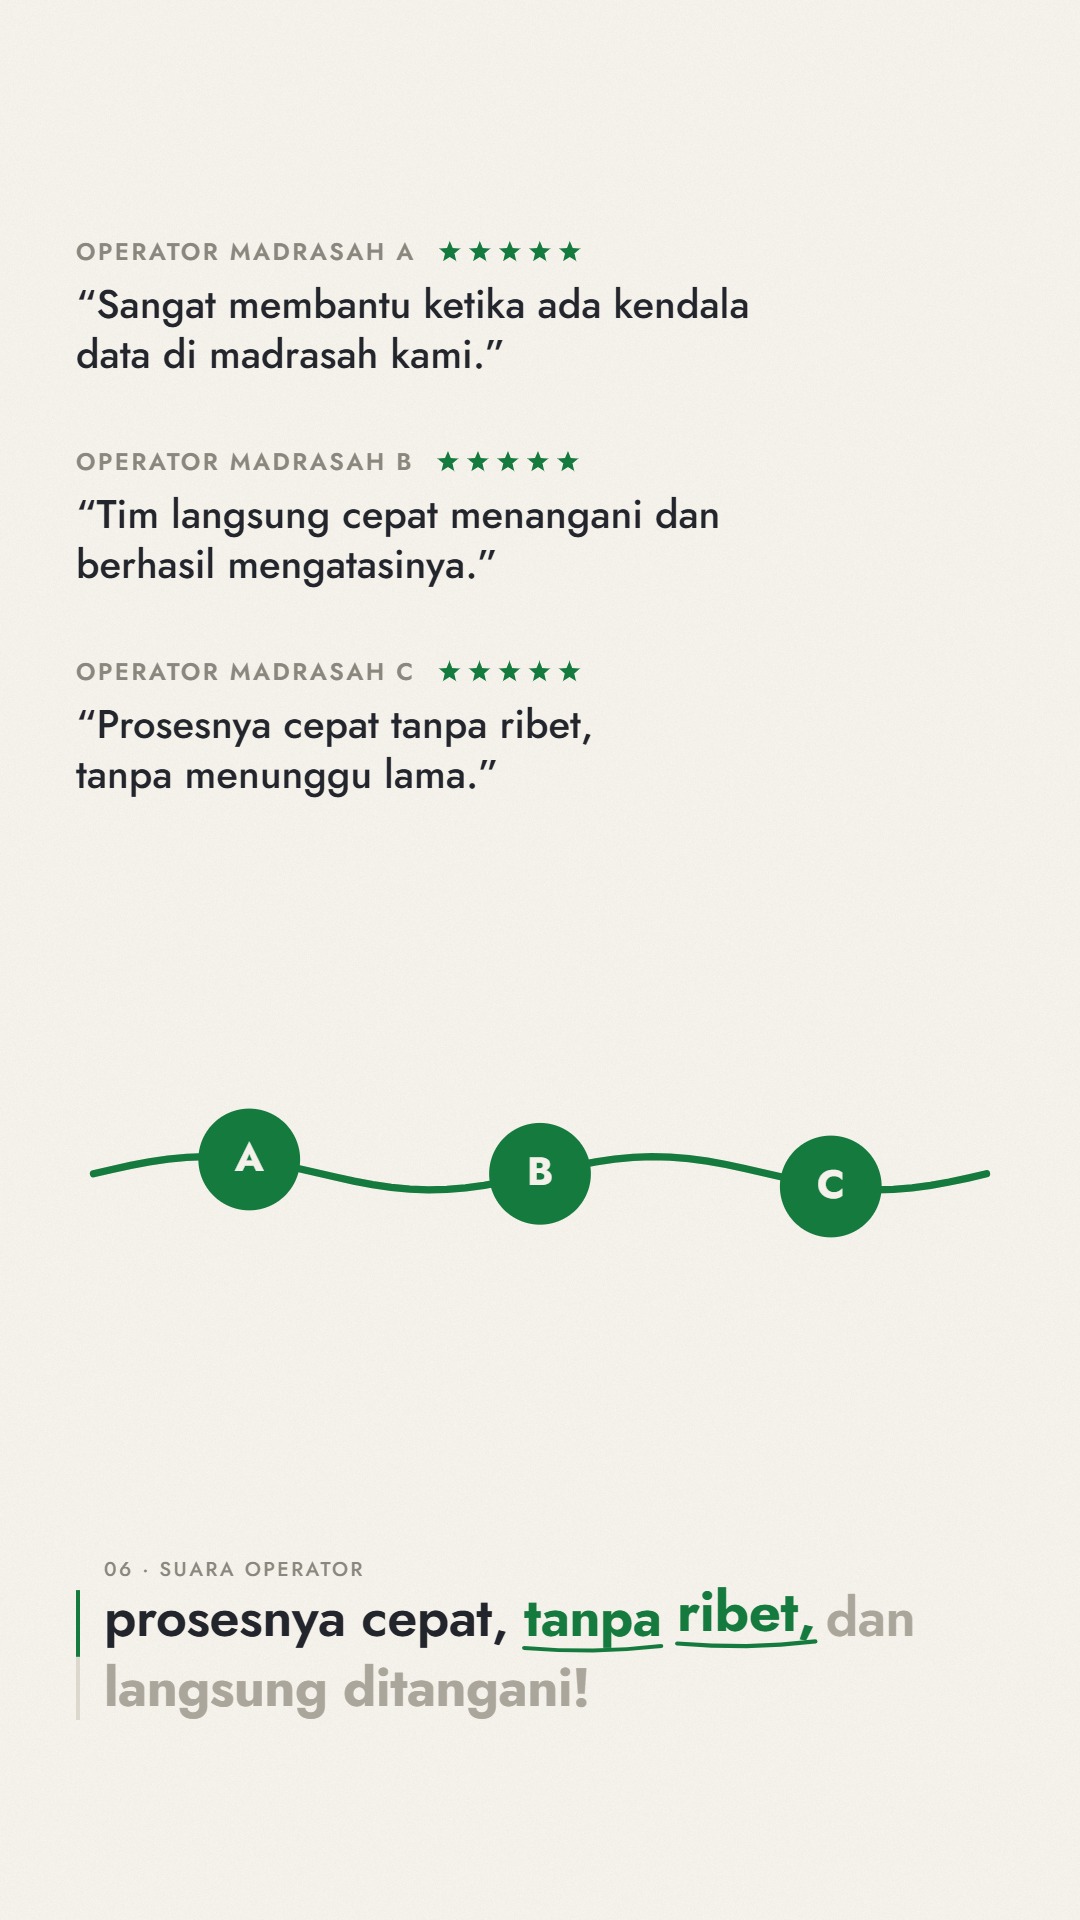 OPERATOR MADRASAH A ★★★★★
“Sangat membantu ketika ada kendala
data di madrasah kami.”
OPERATOR MADRASAH B ★★★★★
“Tim langsung cepat menangani dan
berhasil mengatasinya.”
OPERATOR MADRASAH C ★★★★★
“Prosesnya cepat tanpa ribet,
tanpa menunggu lama.”
A
B
C
06 · SUARA OPERATOR
prosesnya cepat, tanpa ribet, dan
langsung ditangani!